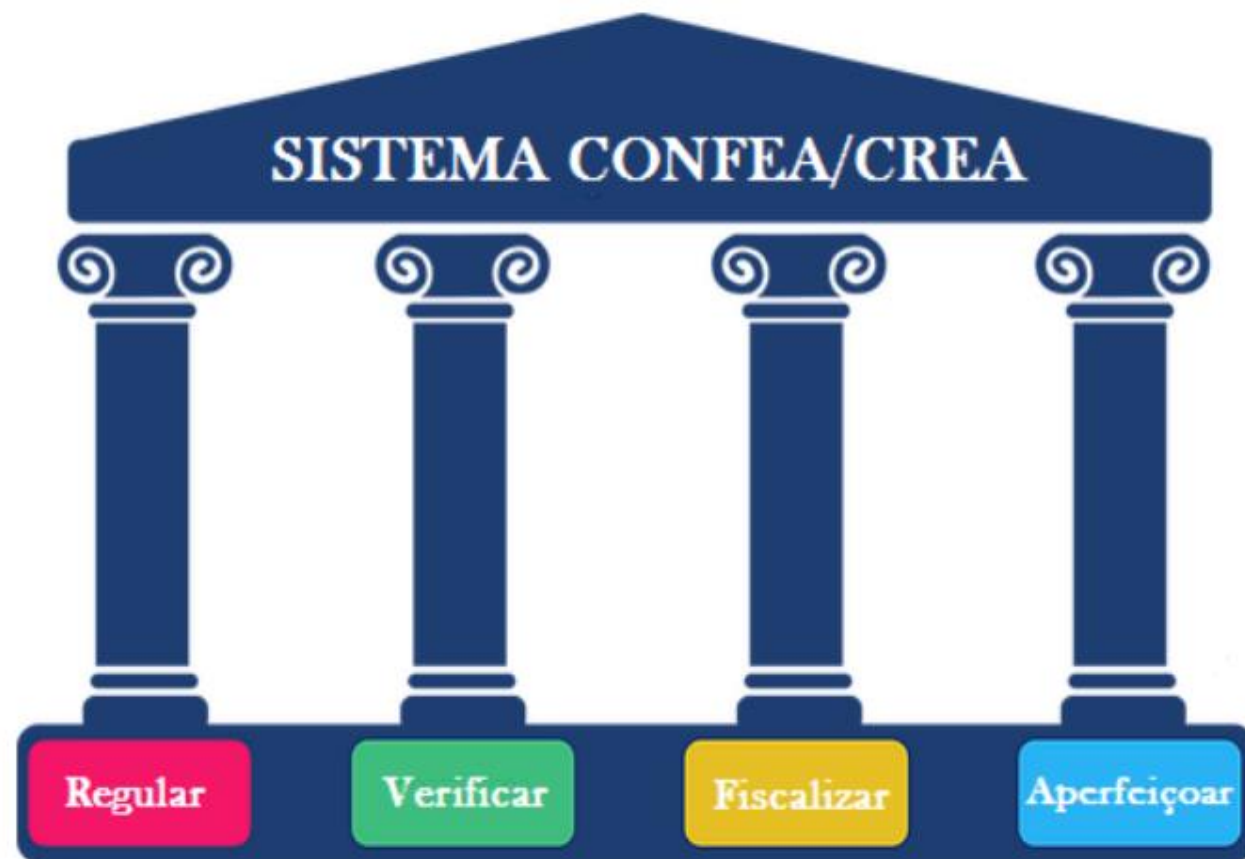 SISTEMA CONFEA/CREA
Regular
Verificar
Fiscalizar
Aperfeiçoar